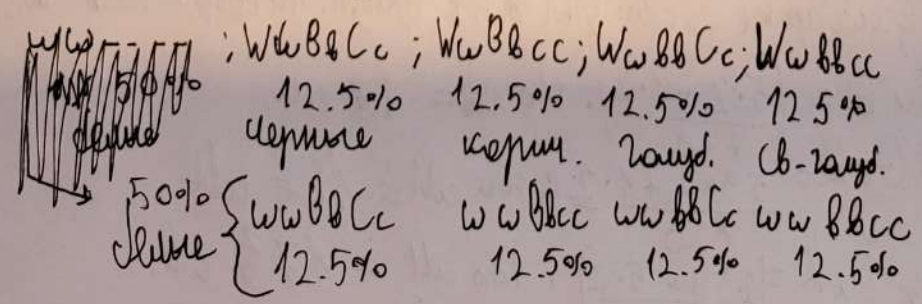 ; WwBbCc ; WwBbcc; WwbbCc; Wwbbcc
12.5% 12.5% 12.5% 12 5%
черные корич. голуб. св-голуб.
50% wwBbCc wwBbcc wwbbCc wwbbcc
белые 12.5% 12.5% 12.5% 12.5%